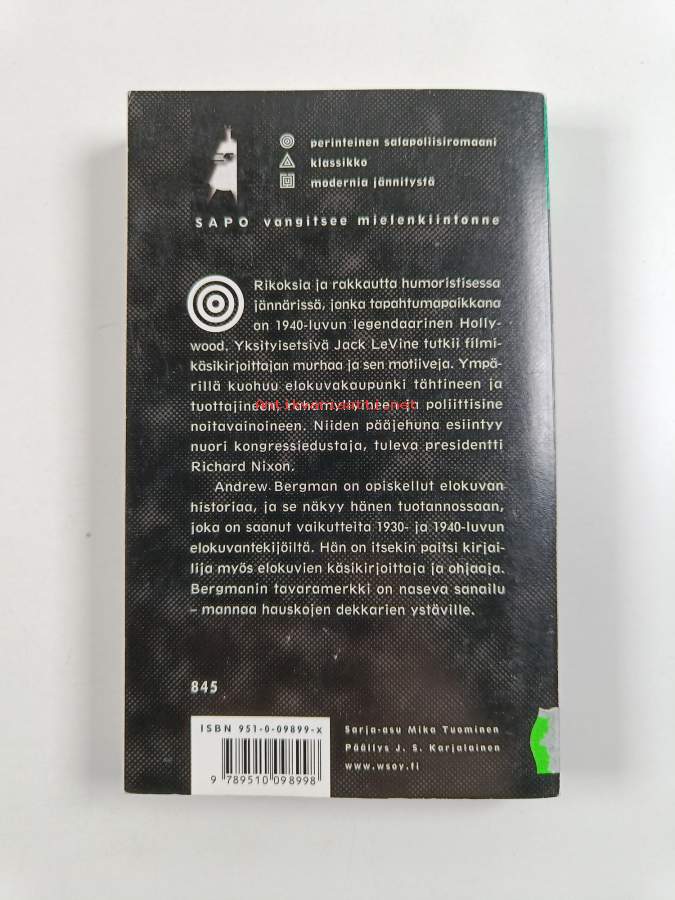 perinteinen salapoliisiromaani
klassikko
modernia jännitystä
SAPO vangitsee mielenkiintonne
Rikoksia ja rakkautta humoristisessa
jännärissä, jonka tapahtumapaikkana
on 1940-luvun legendaarinen Holly-
wood. Yksityisetsivä Jack LeVine tutkii filmi-
käsikirjoittajan murhaa ja sen motiiveja. Ympä-
rillä kuohuu elokuvakaupunki tähtineen ja
tuottajineen, rahamyllyineen ja poliittisine
noitavainoineen. Niiden pääjehuna esiintyy
nuori kongressiedustaja, tuleva presidentti
Richard Nixon.
Andrew Bergman on opiskellut elokuvan
historiaa, ja se näkyy hänen tuotannossaan,
joka on saanut vaikutteita 1930- ja 1940-luvun
elokuvantekijöiltä. Hän on itsekin paitsi kirjai-
lija myös elokuvien käsikirjoittaja ja ohjaaja.
Bergmanin tavaramerkki on naseva sanailu
– mannaa hauskojen dekkarien ystäville.
845
ISBN 951-0-09899-x
9 789510 098998
Sarja-asu Mika Tuominen
Päällys J. S. Karjalainen
www.wsoy.fi